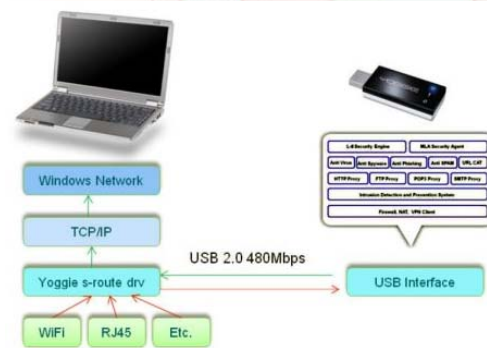 L-8 Security Engine
MLA Security Agent
Anti Virus
Anti Spyware
Anti Phishing
Anti SPAM
URL CAT
HTTP Proxy
FTP Proxy
POP3 Proxy
SMTP Proxy
Intrusion Detection and Prevention System
Firewall, NAT, VPN Client
Windows Network
TCP/IP
USB 2.0 480Mbps
Yoggie s-route drv
USB Interface
WiFi
RJ45
Etc.